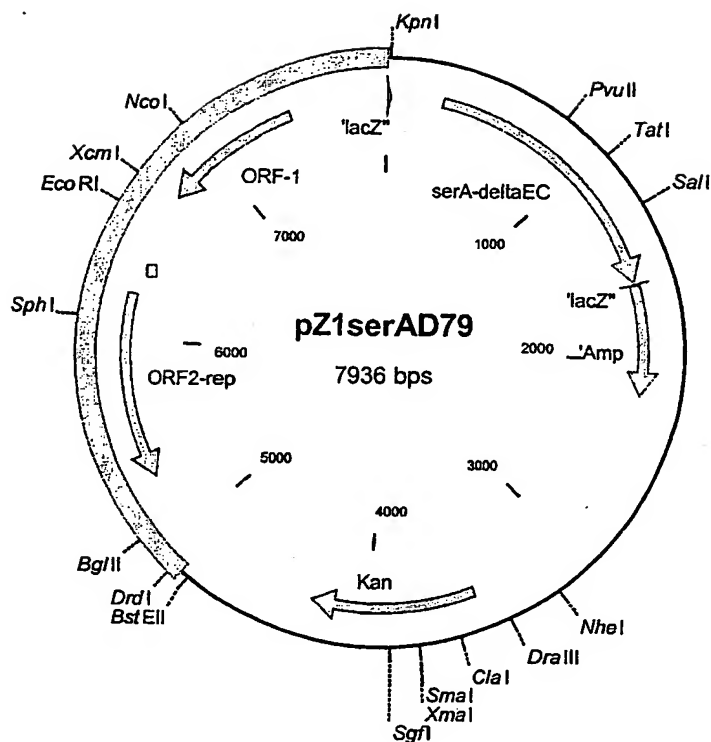 KpnI
NcoI
PvuII
'lacZ"
XcmI
TatI
EcoRI
ORF-1
serA-deltaEC
SalI
7000
1000
SphI
'lacZ"
pZ1serAD79
6000
2000
'Amp
ORF2-rep
7936 bps
5000
3000
4000
BglII
Kan
DrdI
BstEII
NheI
DraIII
ClaI
SmaI
XmaI
SgfI